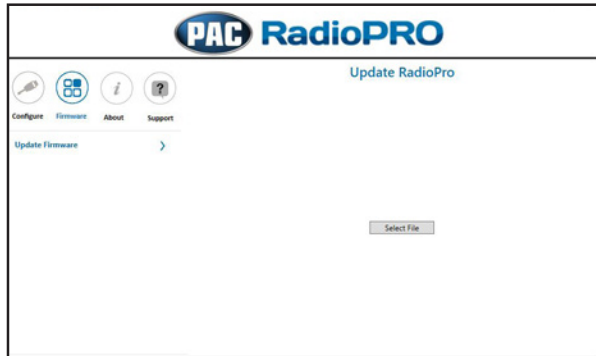 PAC RadioPRO
Update RadioPro
i ?
Configure Firmware About Support
Update Firmware
Select File